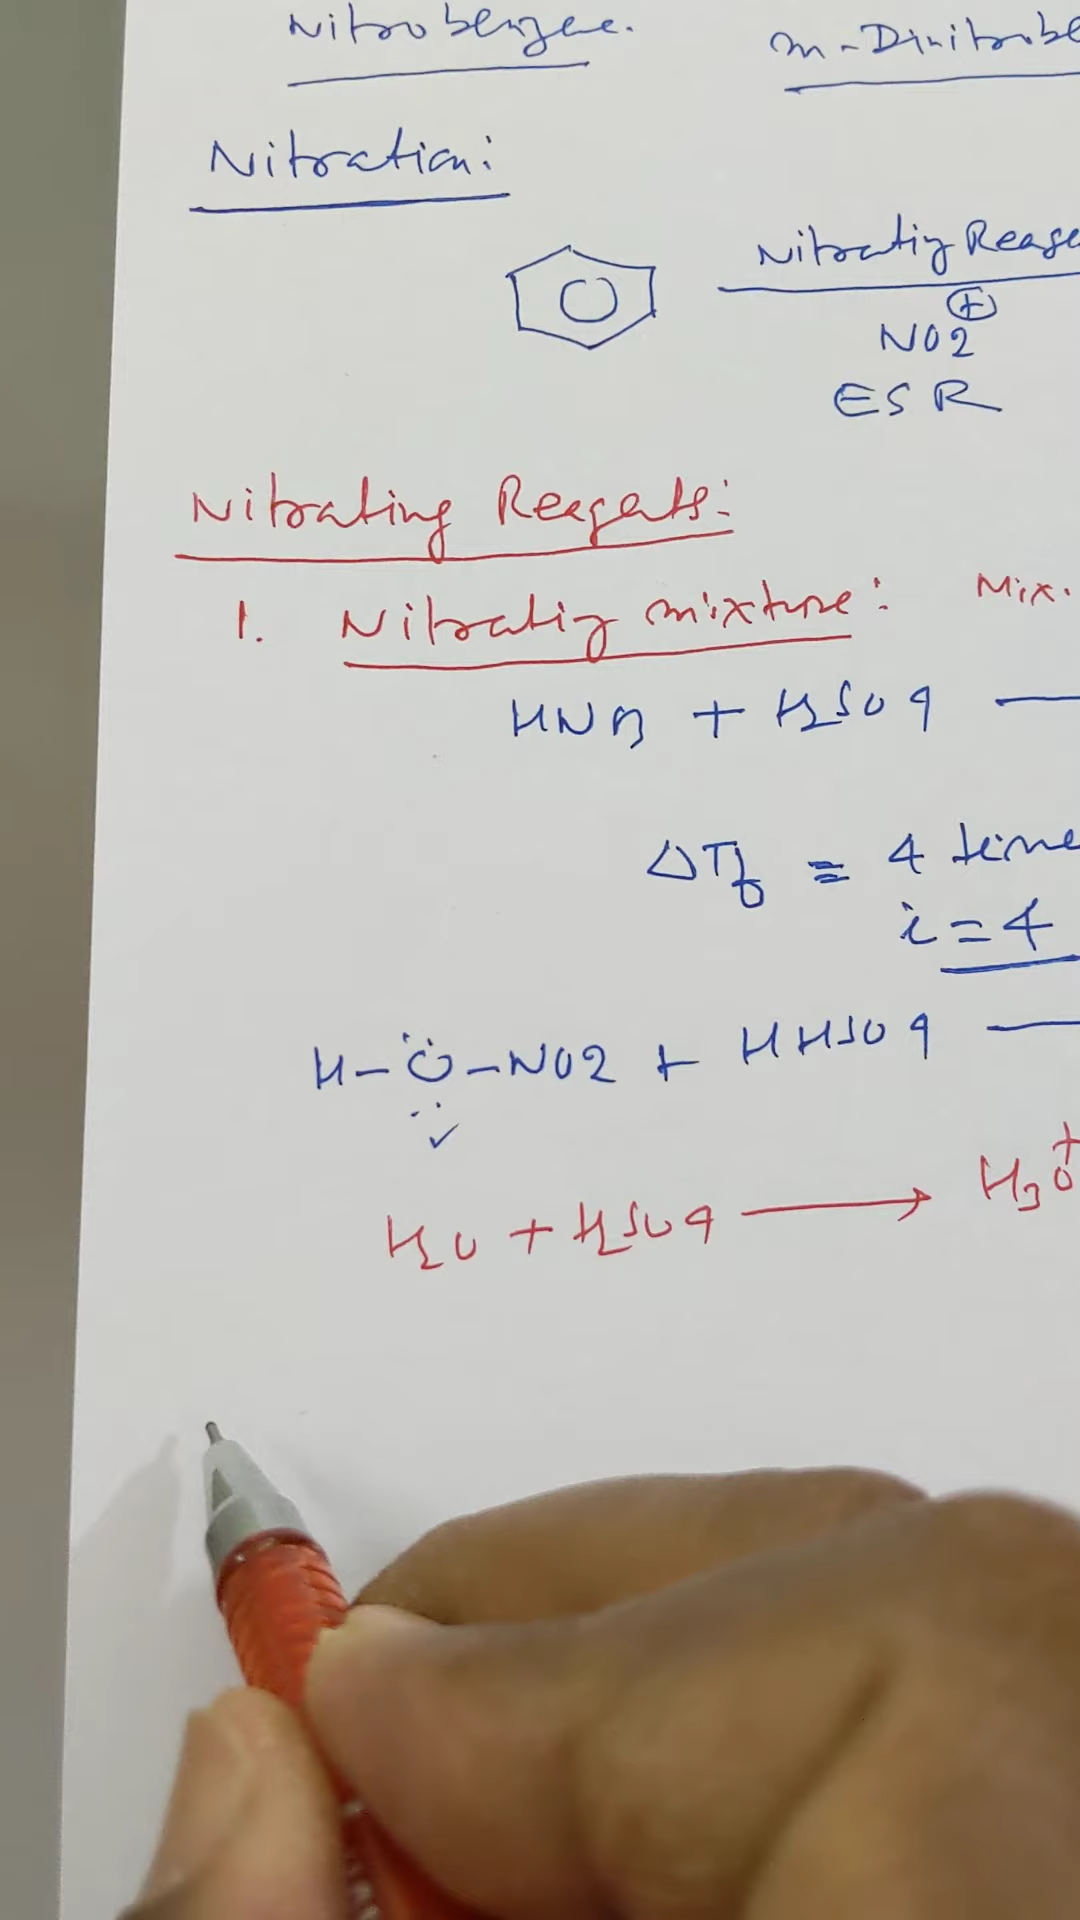 Nitrobenzene. m-Dinitrobe
Nitration:
Nitrating Reage
NO2 +
ESR
Nitrating Reagents:
1. Nitrating mixture: Mix.
HNO3 + H2SO4
ΔTf = 4 time
i = 4
H-O-NO2 + HHSO4
H2O + H2SO4 → H3O+